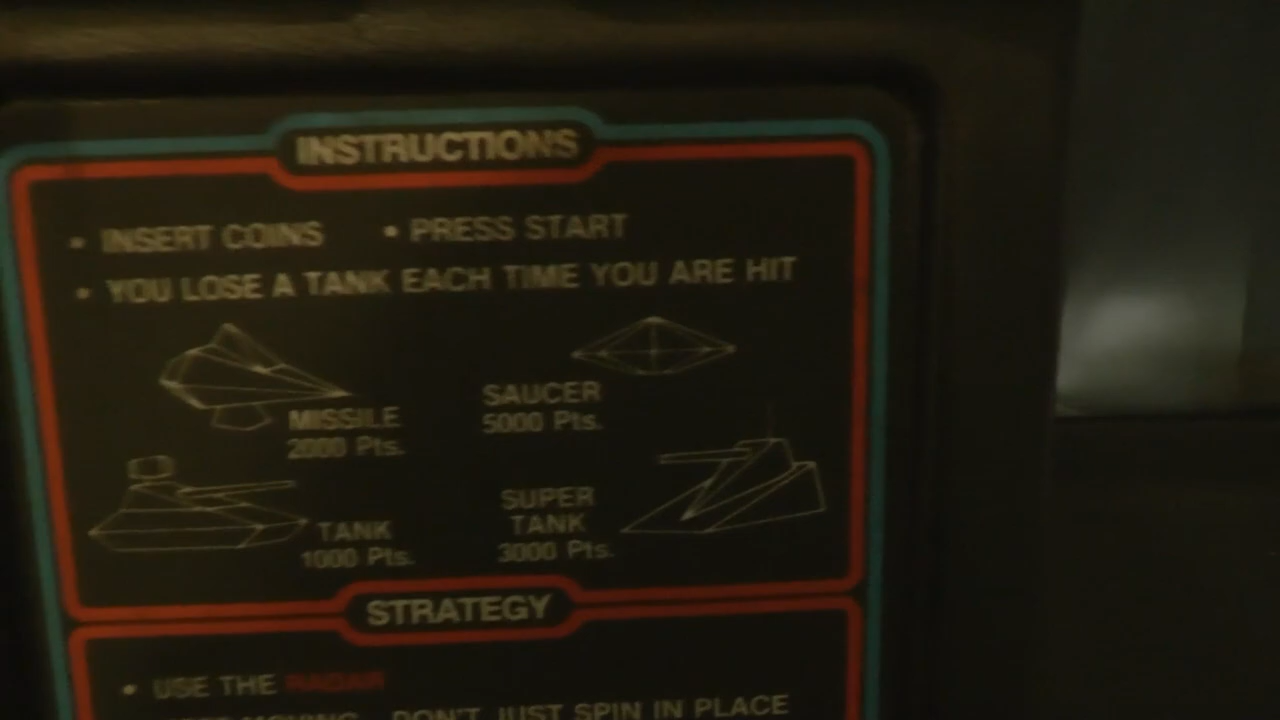 INSTRUCTIONS
• INSERT COINS • PRESS START
• YOU LOSE A TANK EACH TIME YOU ARE HIT
MISSILE
2000 Pts.
SAUCER
5000 Pts.
TANK
1000 Pts.
SUPER
TANK
3000 Pts.
STRATEGY
• USE THE RADAR
MOVING DON'T JUST SPIN IN PLACE